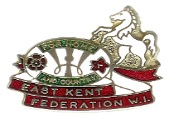 FOR HOME
AND COUNTRY
EAST KENT
FEDERATION W.I.